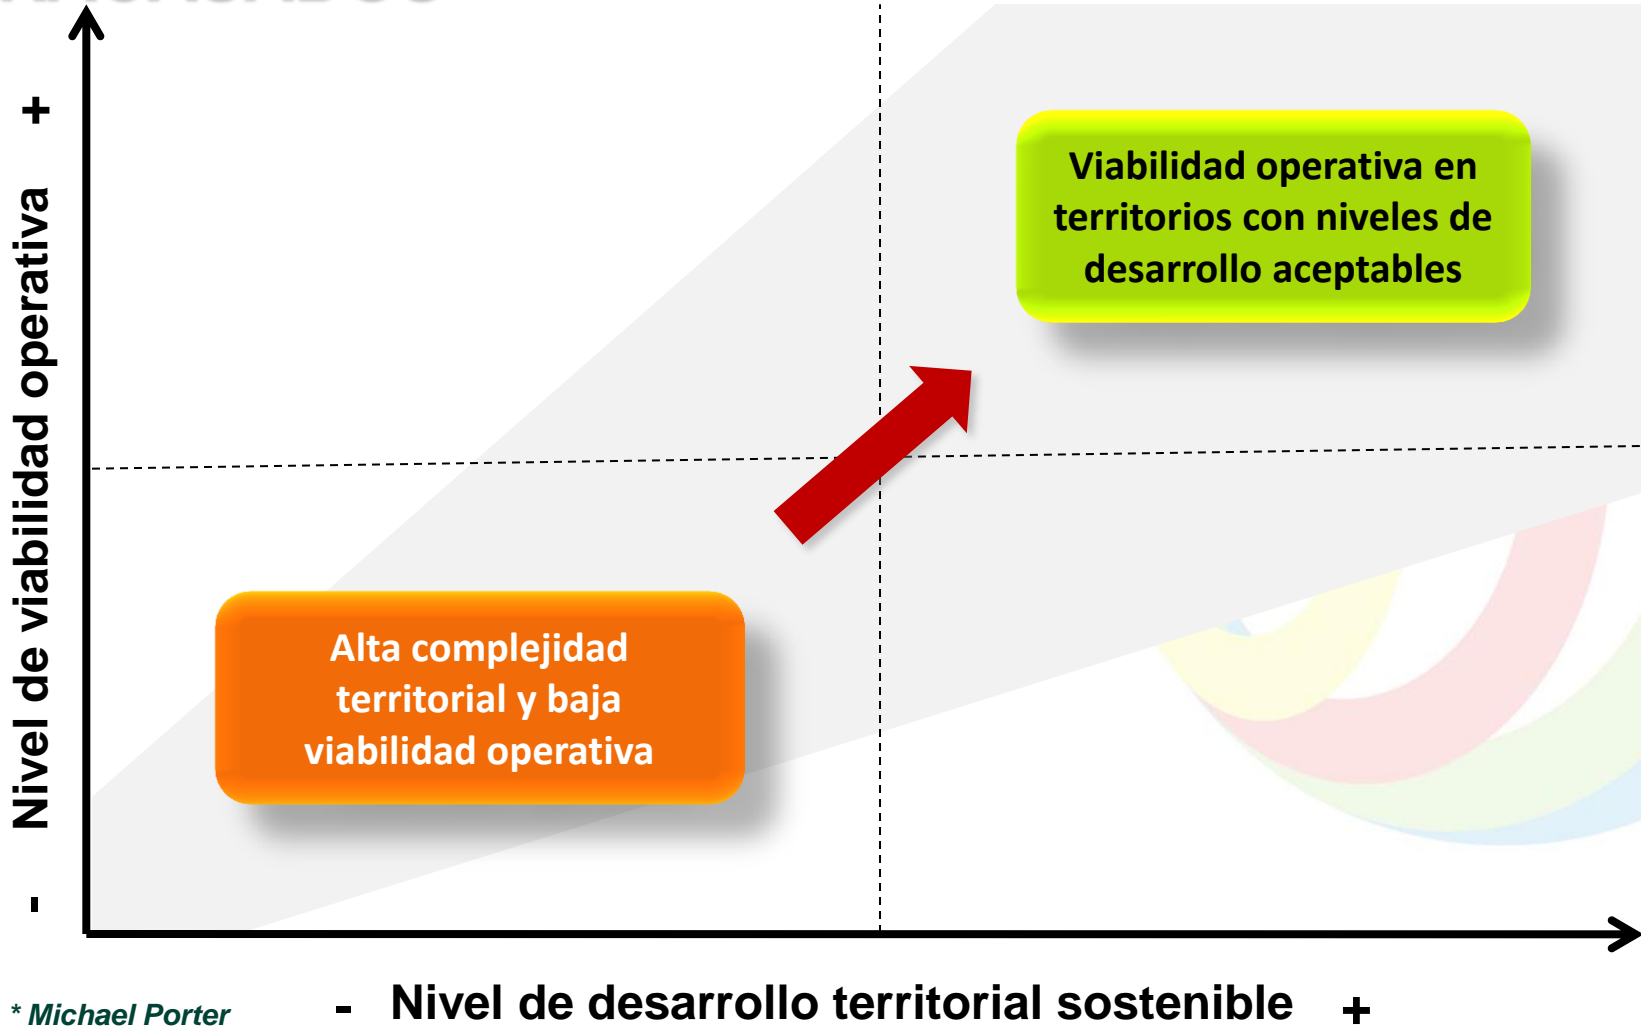 +
Nivel de viabilidad operativa
-
Viabilidad operativa en
territorios con niveles de
desarrollo aceptables
Alta complejidad
territorial y baja
viabilidad operativa
- Nivel de desarrollo territorial sostenible +
* Michael Porter